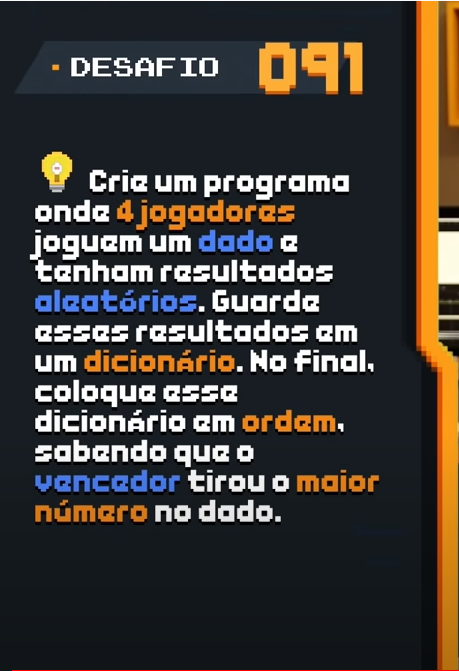 DESAFIO 091
Crie um programa
onde 4 jogadores
joguem um dado e
tenham resultados
aleatórios. Guarde
esses resultados em
um dicionário. No final,
coloque esse
dicionário em ordem,
sabendo que o
vencedor tirou o maior
número no dado.